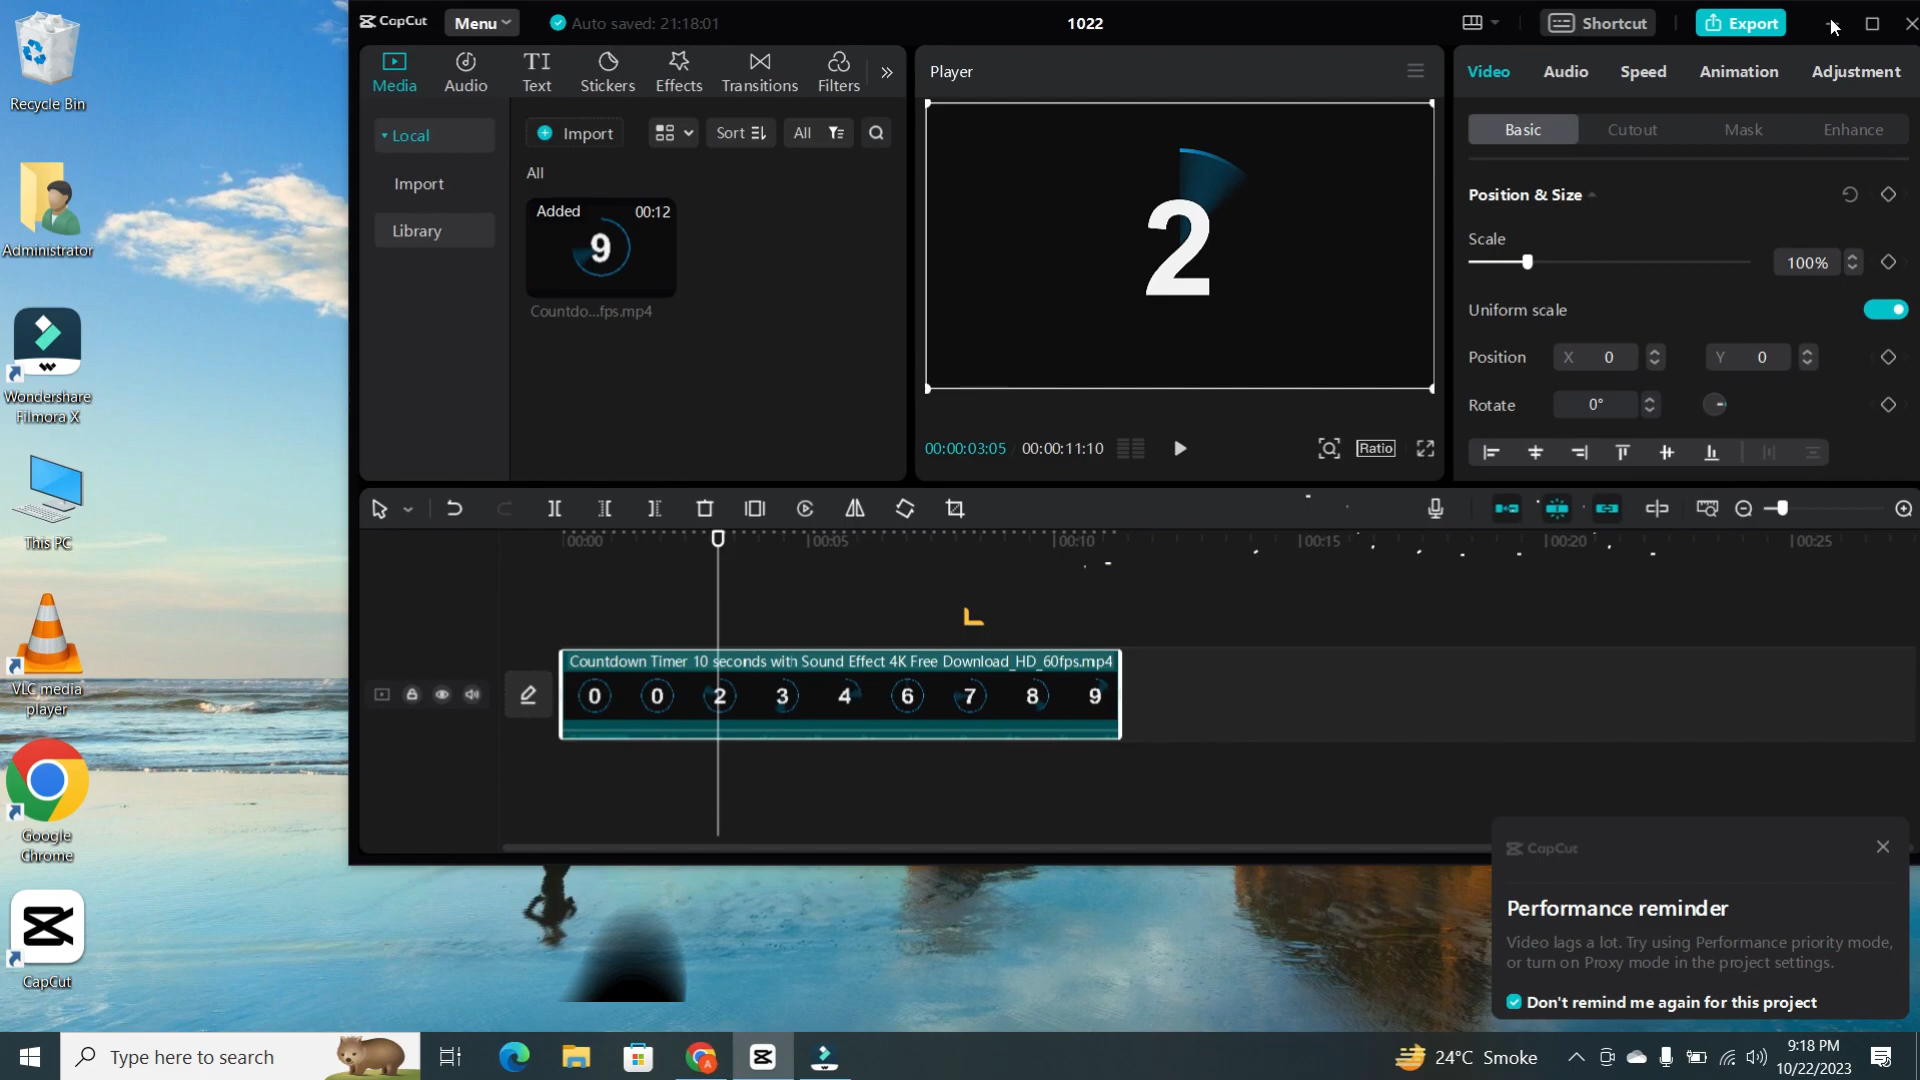 Recycle Bin
Administrator
Wondershare
Filmora X
This PC
VLC media
player
Google
Chrome
CapCut
CapCut
Menu
Auto saved: 21:18:01
1022
Shortcut
Export
Media
Audio
TI
Text
Stickers
Effects
Transitions
Filters
Local
Import
Library
Import
Sort
All
All
Added
00:12
9
Countdo...fps.mp4
Player
2
00:00:03:05
00:00:11:10
Ratio
Video
Audio
Speed
Animation
Adjustment
Basic
Cutout
Mask
Enhance
Position & Size
Scale
100%
Uniform scale
Position
X 0
Y 0
Rotate
0°
00:00
00:05
00:10
00:15
00:20
00:25
Countdown Timer 10 seconds with Sound Effect 4K Free Download_HD_60fps.mp4
0 0 2 3 4 6 7 8 9
CapCut
Performance reminder
Video lags a lot. Try using Performance priority mode,
or turn on Proxy mode in the project settings.
Don't remind me again for this project
Type here to search
24°C Smoke
9:18 PM
10/22/2023